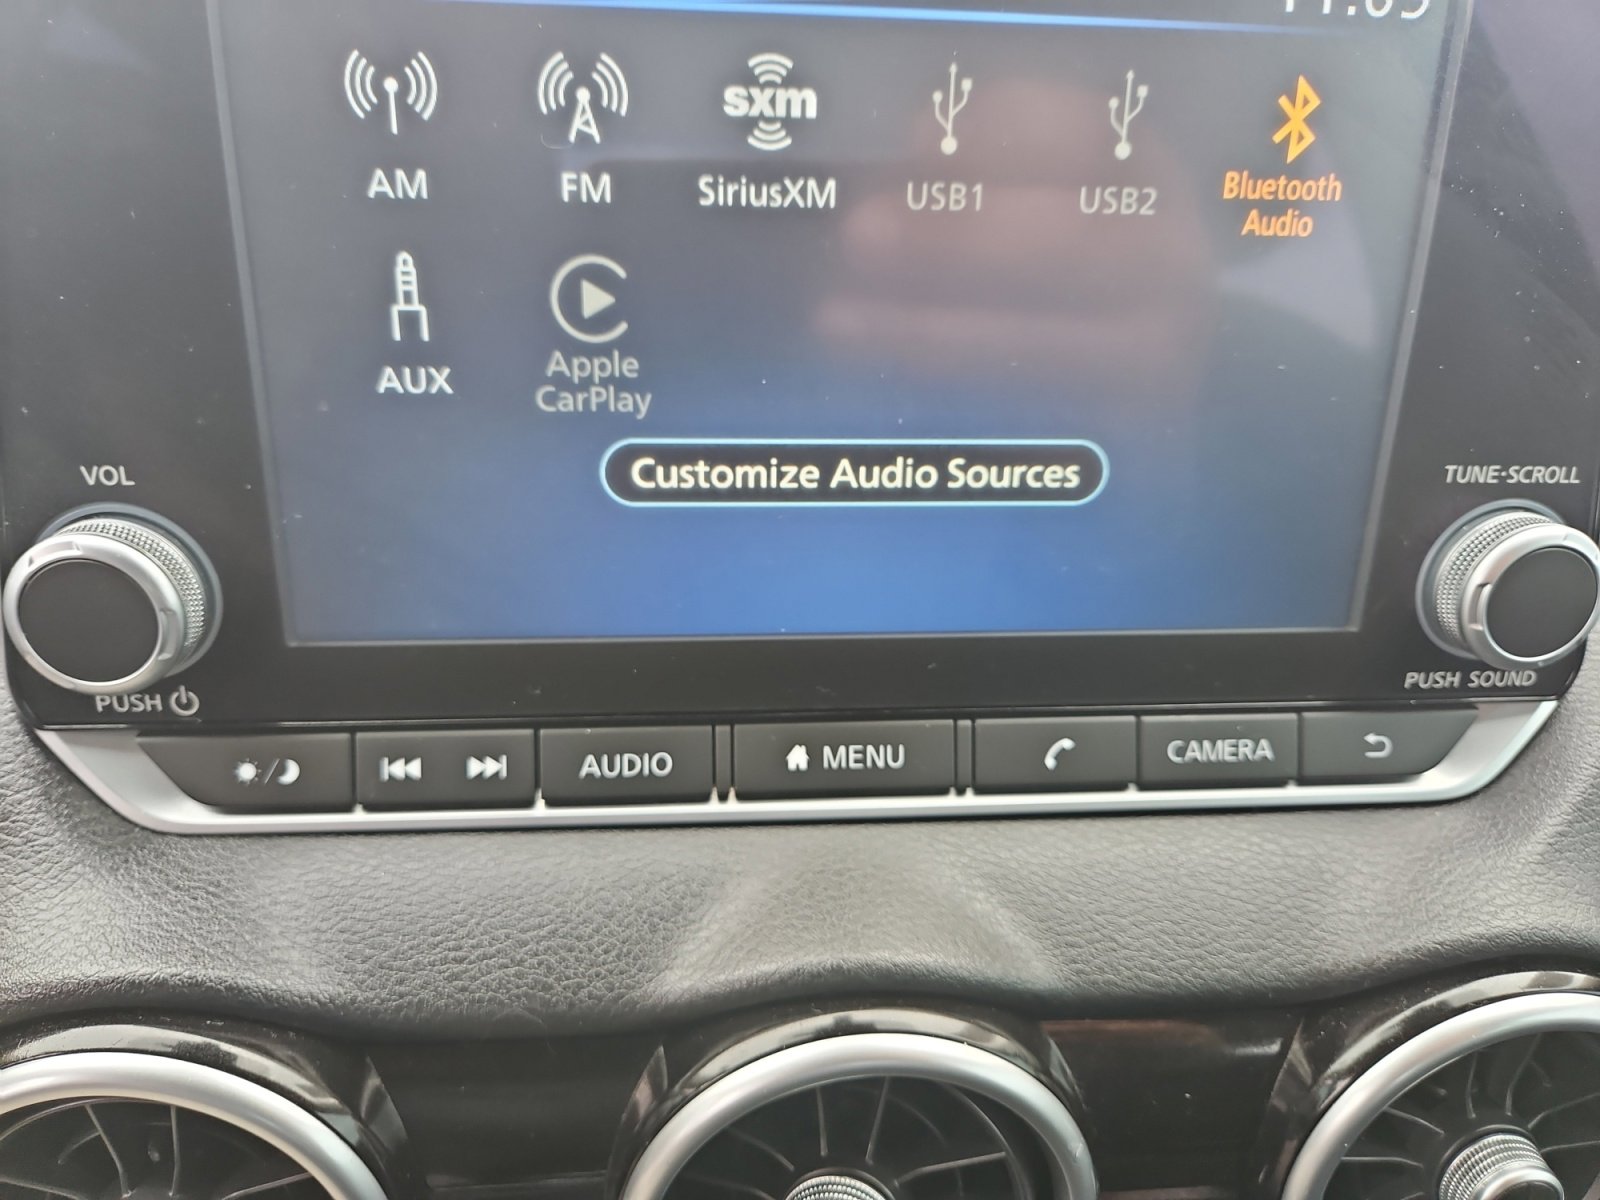 sxm
AM
FM
SiriusXM
USB1
USB2
Bluetooth
Audio
AUX
Apple
CarPlay
Customize Audio Sources
VOL
TUNE·SCROLL
PUSH
PUSH SOUND
AUDIO
MENU
CAMERA